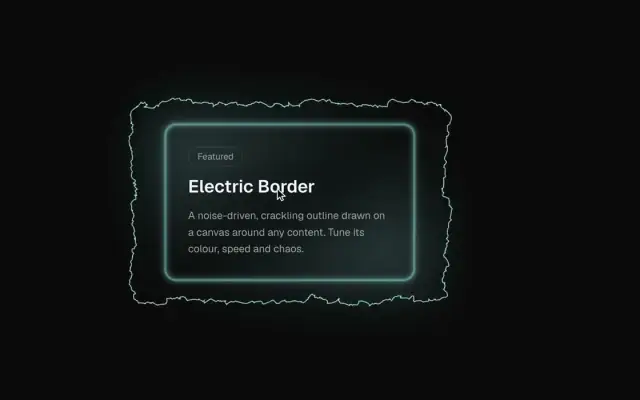 Featured
Electric Border
A noise-driven, crackling outline drawn on
a canvas around any content. Tune its
colour, speed and chaos.